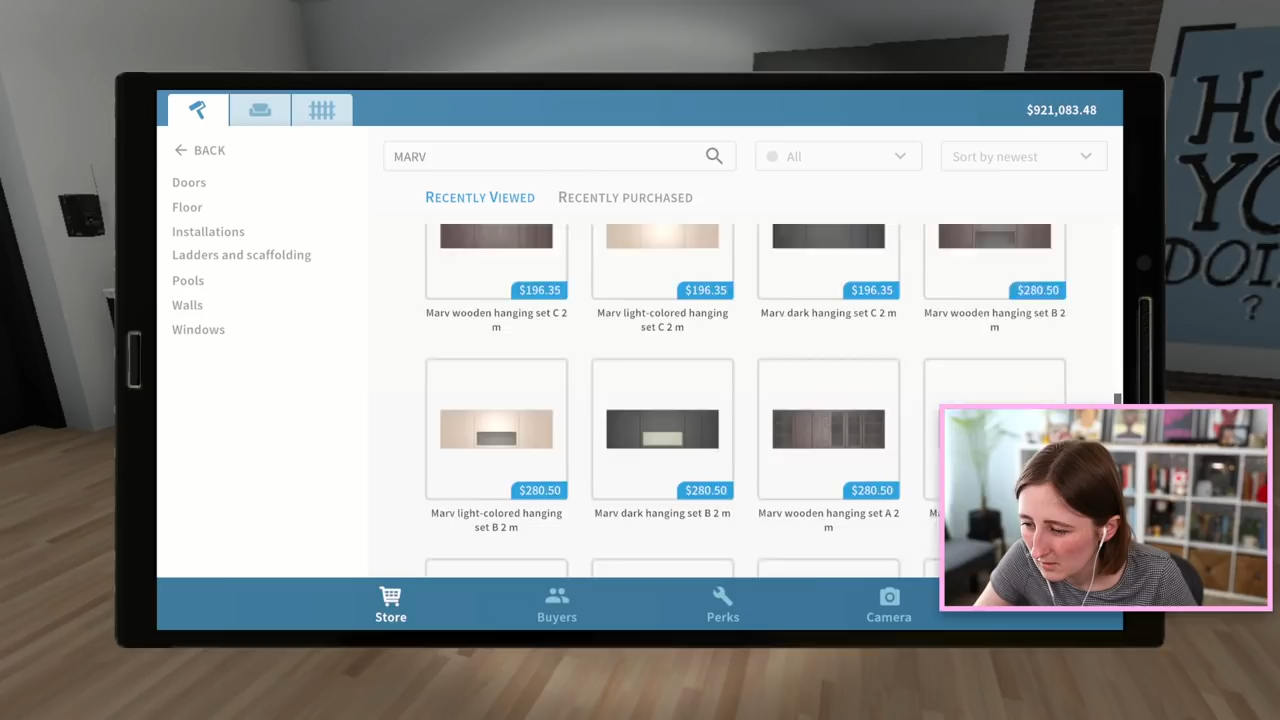 $921,083.48
BACK
MARV
All
Sort by newest
Doors
Floor
Installations
Ladders and scaffolding
Pools
Walls
Windows
RECENTLY VIEWED
RECENTLY PURCHASED
$196.35
$196.35
$196.35
$280.50
Marv wooden hanging set C 2
m
Marv light-colored hanging
set C 2 m
Marv dark hanging set C 2 m
Marv wooden hanging set B 2
m
$280.50
$280.50
$280.50
Marv light-colored hanging
set B 2 m
Marv dark hanging set B 2 m
Marv wooden hanging set A 2
m
Store
Buyers
Perks
Camera
YO
DOI
?